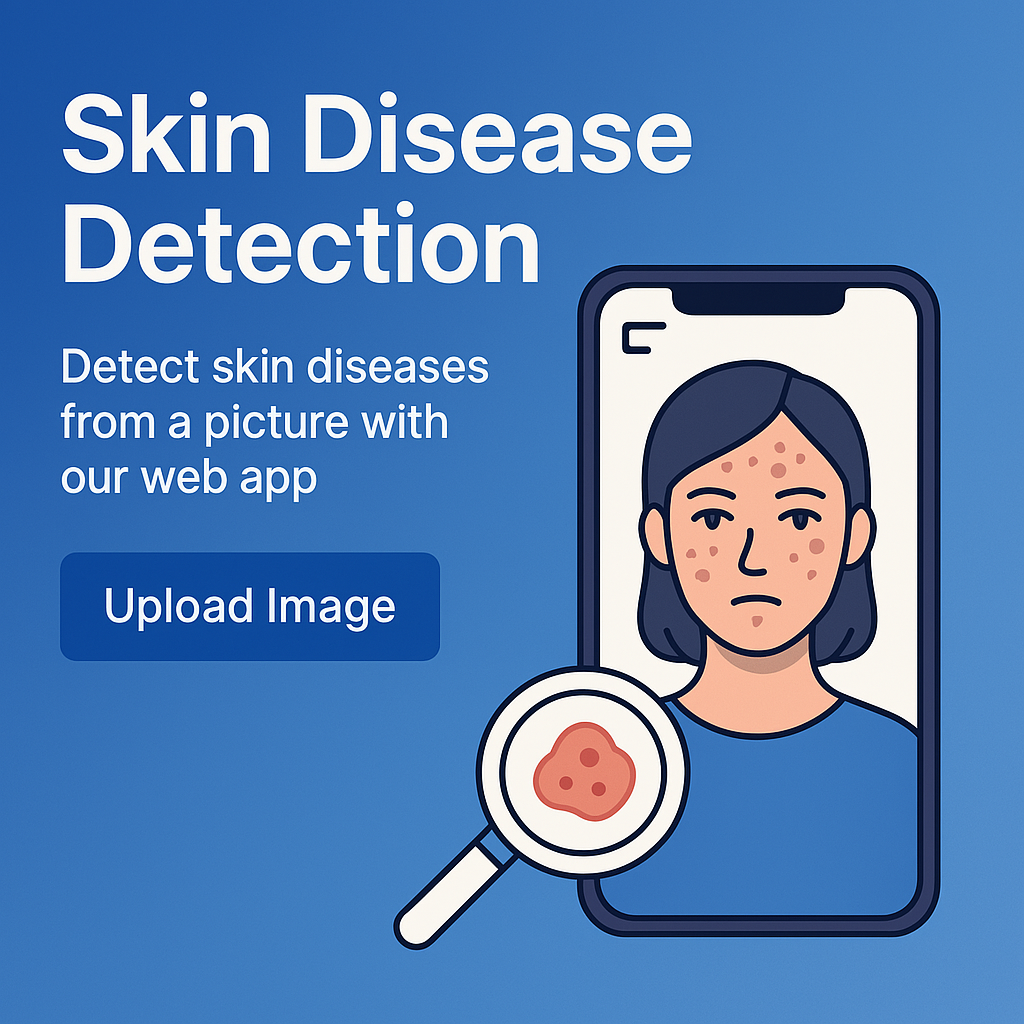 Skin Disease
Detection
Detect skin diseases
from a picture with
our web app
Upload Image